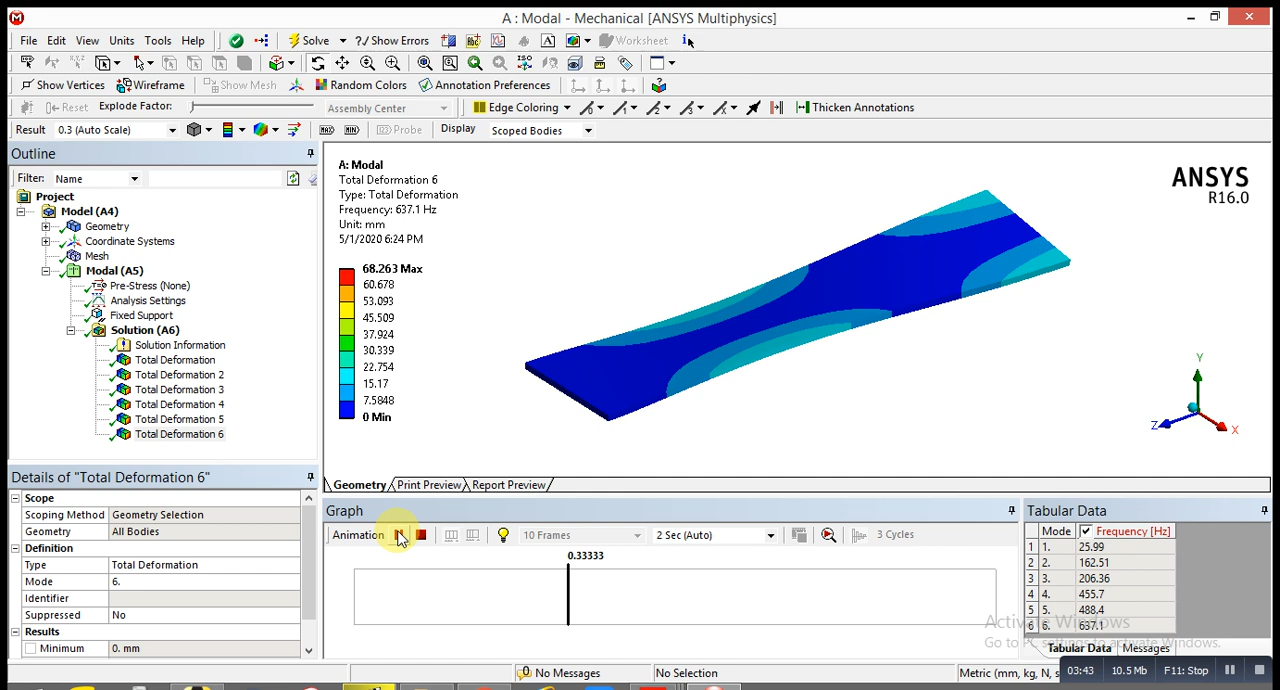 A : Modal - Mechanical [ANSYS Multiphysics]
File Edit View Units Tools Help Solve ?/ Show Errors Worksheet
Show Vertices Wireframe Show Mesh Random Colors Annotation Preferences
Reset Explode Factor: Assembly Center Edge Coloring Thicken Annotations
Result 0.3 (Auto Scale) MAX MIN Probe Display Scoped Bodies
Outline
Filter: Name
Project
Model (A4)
Geometry
Coordinate Systems
Mesh
Modal (A5)
Pre-Stress (None)
Analysis Settings
Fixed Support
Solution (A6)
Solution Information
Total Deformation
Total Deformation 2
Total Deformation 3
Total Deformation 4
Total Deformation 5
Total Deformation 6
Details of "Total Deformation 6"
Scope
Scoping Method Geometry Selection
Geometry All Bodies
Definition
Type Total Deformation
Mode 6.
Identifier
Suppressed No
Results
Minimum 0. mm
A: Modal
Total Deformation 6
Type: Total Deformation
Frequency: 637.1 Hz
Unit: mm
5/1/2020 6:24 PM
68.263 Max
60.678
53.093
45.509
37.924
30.339
22.754
15.17
7.5848
0 Min
ANSYS
R16.0
Y
Z
X
Geometry Print Preview Report Preview
Graph
Animation 10 Frames 2 Sec (Auto) 3 Cycles
0.33333
Tabular Data
Mode Frequency [Hz]
1 1. 25.99
2 2. 162.51
3 3. 206.36
4 4. 455.7
5 5. 488.4
6 6. 637.1
Activate Windows
Go to PC settings to activate Windows.
Tabular Data Messages
No Messages No Selection Metric (mm, kg, N, s
03:43 10.5 Mb F11: Stop